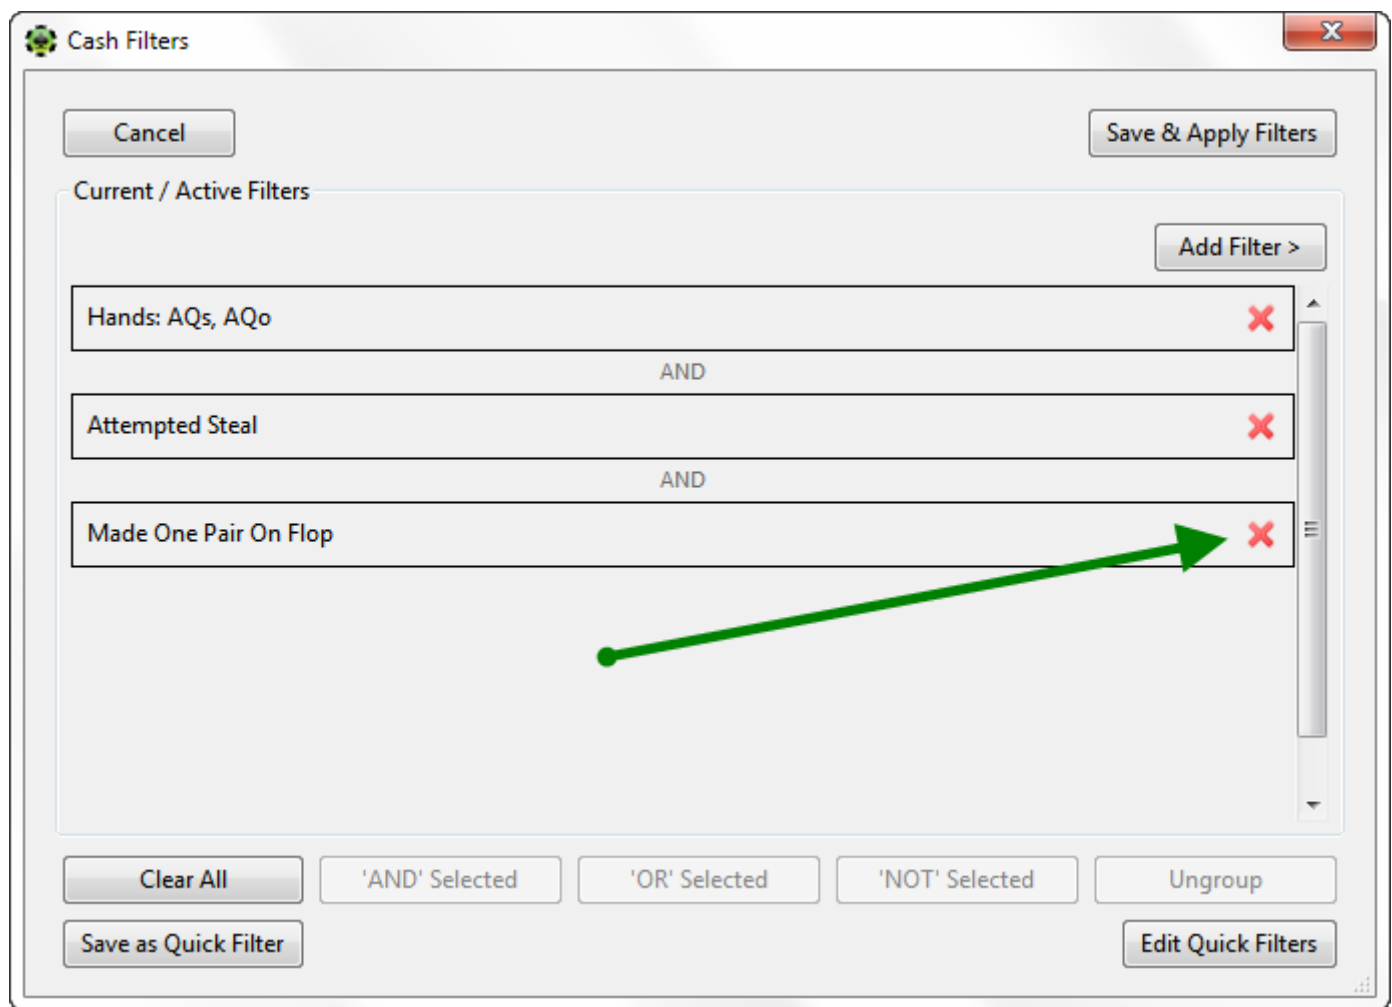 Cash Filters
Cancel
Save & Apply Filters
Current / Active Filters
Add Filter >
Hands: AQs, AQo
AND
Attempted Steal
AND
Made One Pair On Flop
Clear All
'AND' Selected
'OR' Selected
'NOT' Selected
Ungroup
Save as Quick Filter
Edit Quick Filters